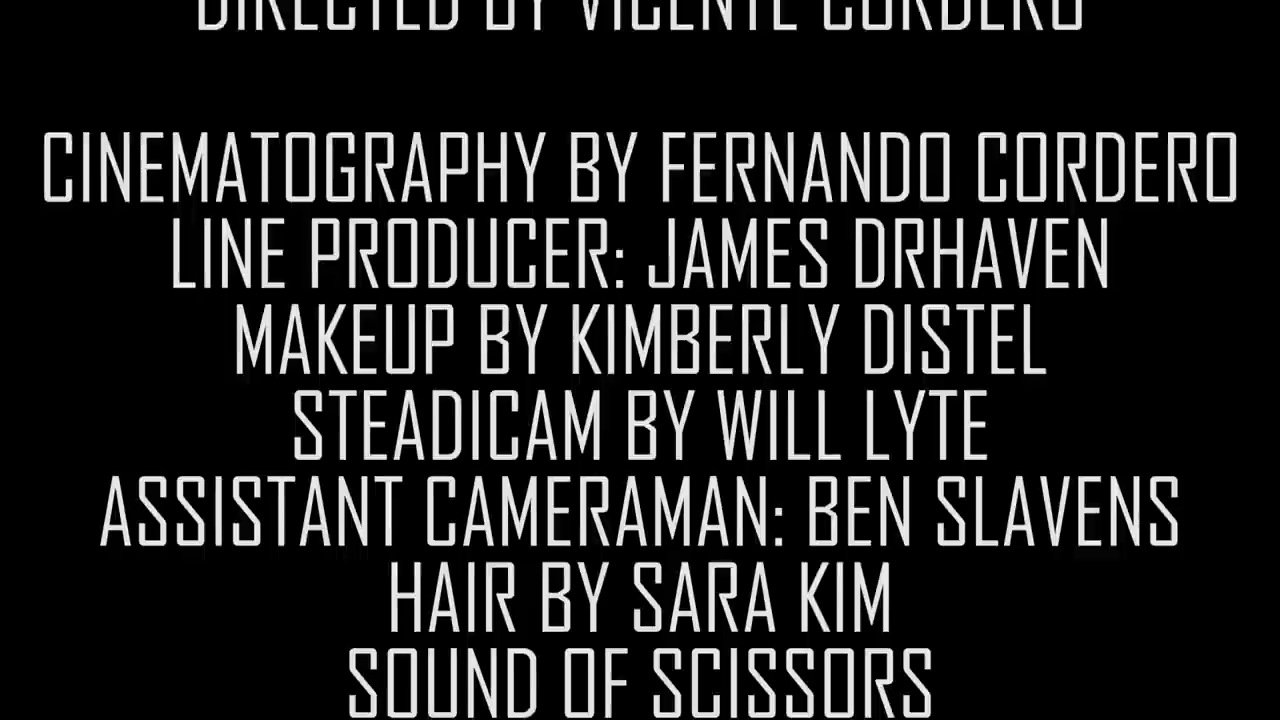 DIRECTED BY VICENTE CORDERO
CINEMATOGRAPHY BY FERNANDO CORDERO
LINE PRODUCER: JAMES DRHAVEN
MAKEUP BY KIMBERLY DISTEL
STEADICAM BY WILL LYTE
ASSISTANT CAMERAMAN: BEN SLAVENS
HAIR BY SARA KIM
SOUND OF SCISSORS